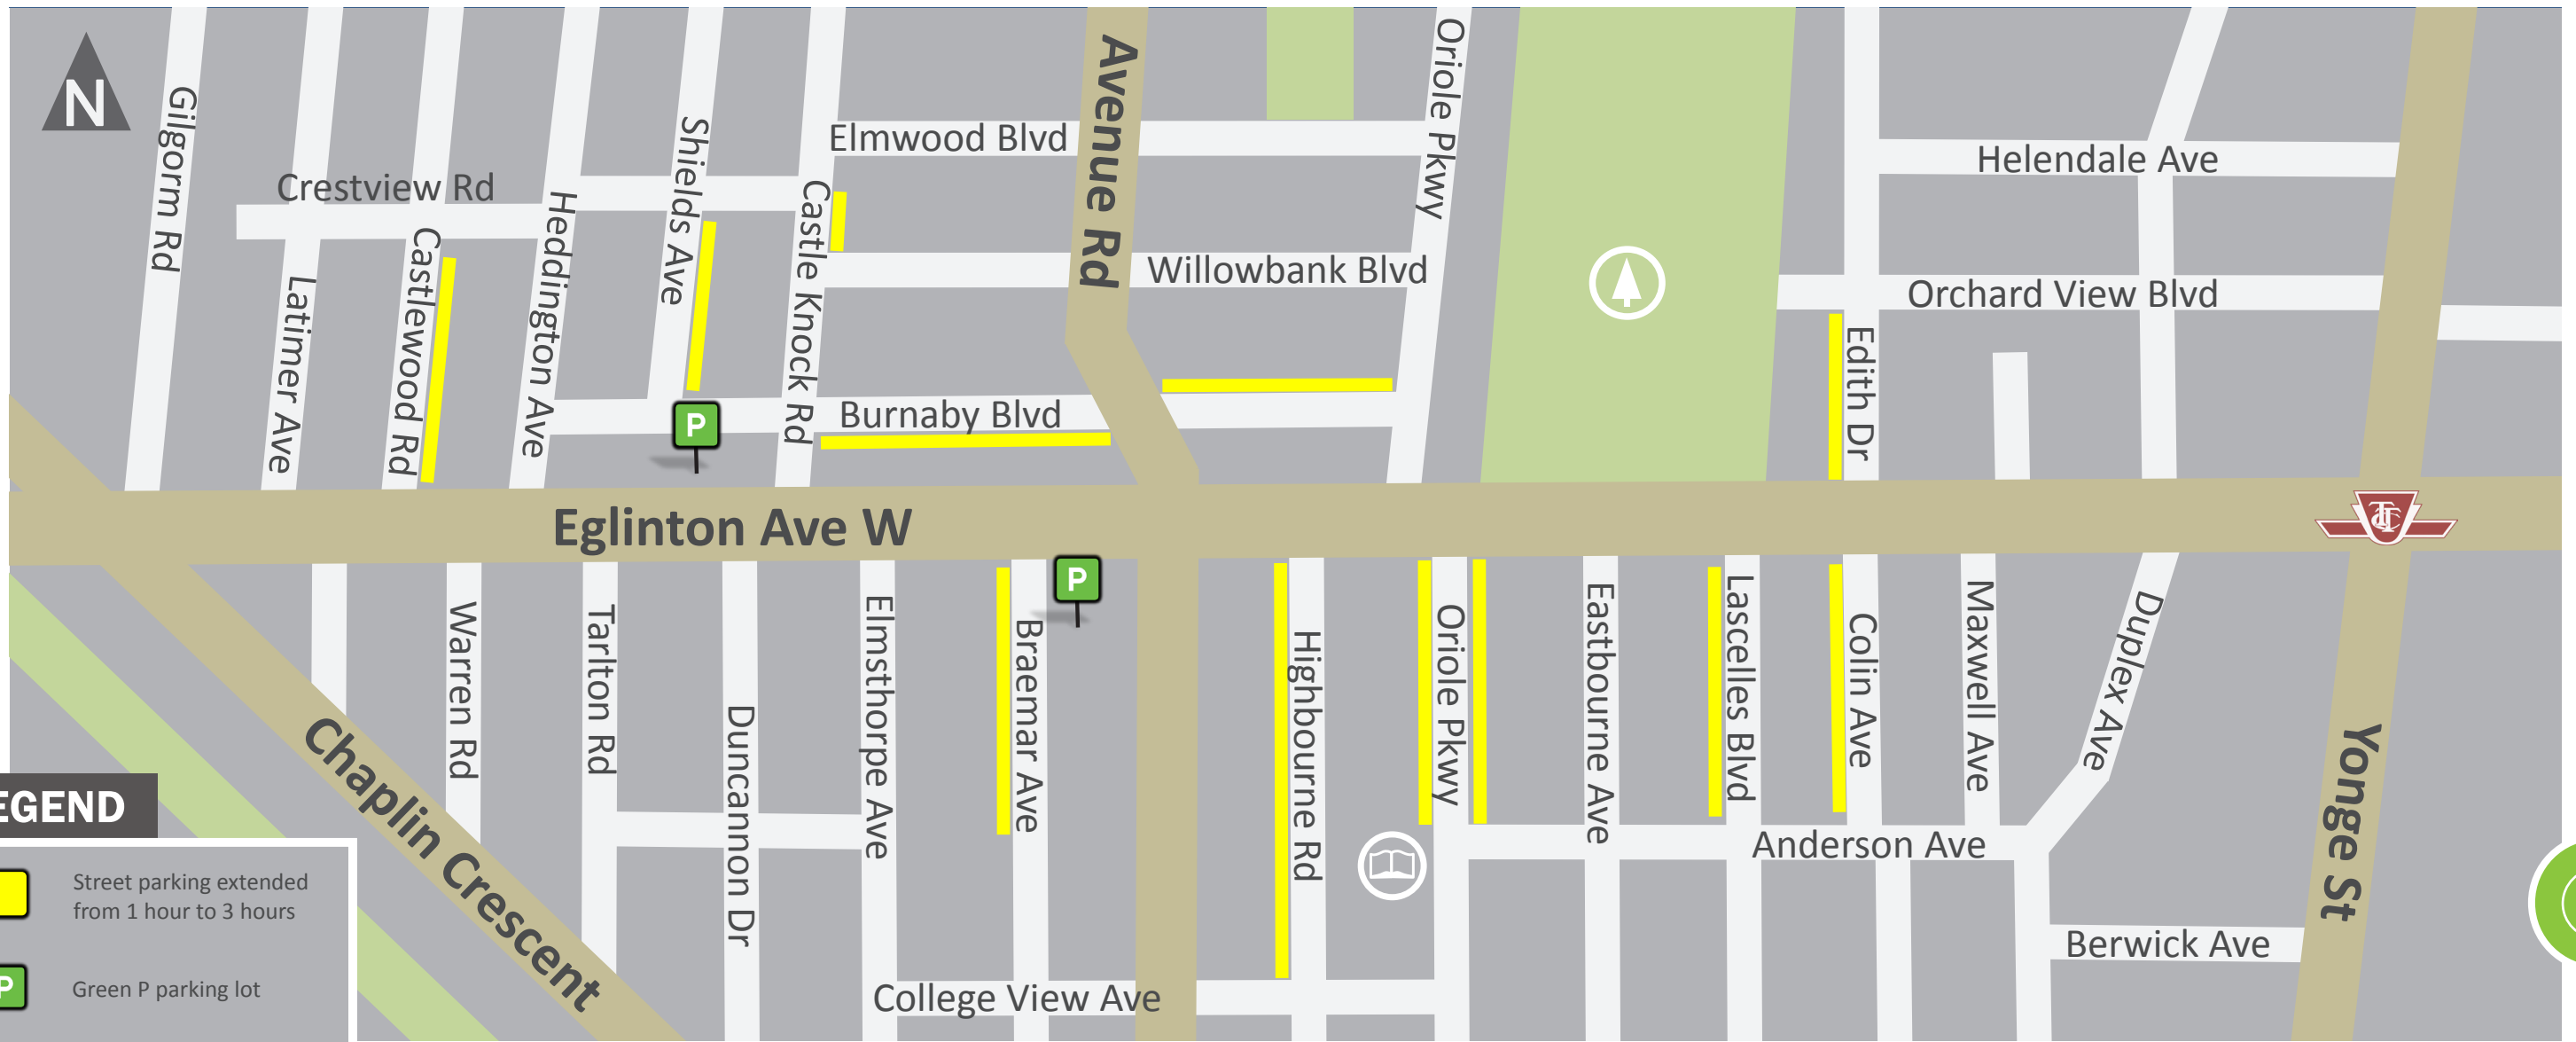 N
Gilgorm Rd
Crestview Rd
Latimer Ave
Castlewood Rd
Heddington Ave
Shields Ave
Castle Knock Rd
Elmwood Blvd
Avenue Rd
Willowbank Blvd
Oriole Pkwy
Burnaby Blvd
P
Helendale Ave
Orchard View Blvd
Edith Dr
Eglinton Ave W
TTC
P
Warren Rd
Tarlton Rd
Duncannon Dr
Elmsthorpe Ave
Braemar Ave
Highbourne Rd
Oriole Pkwy
Eastbourne Ave
Lascelles Blvd
Colin Ave
Maxwell Ave
Duplex Ave
Yonge St
Chaplin Crescent
Anderson Ave
Berwick Ave
College View Ave
EGEND
Street parking extended
from 1 hour to 3 hours
P
Green P parking lot